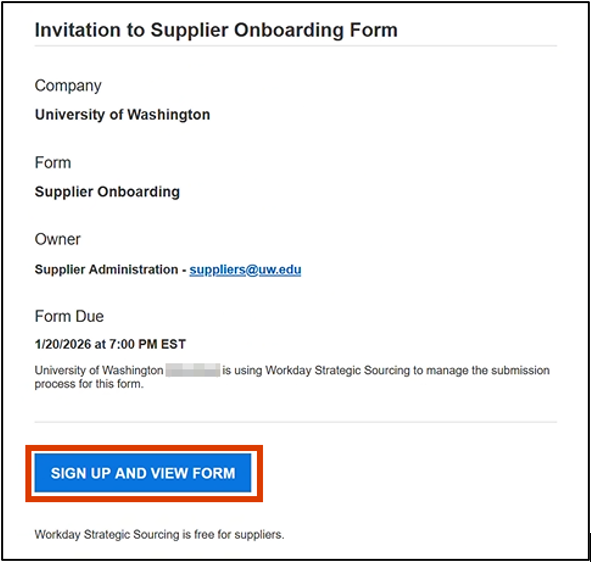 Invitation to Supplier Onboarding Form
Company
University of Washington
Form
Supplier Onboarding
Owner
Supplier Administration - suppliers@uw.edu
Form Due
1/20/2026 at 7:00 PM EST
University of Washington is using Workday Strategic Sourcing to manage the submission
process for this form.
SIGN UP AND VIEW FORM
Workday Strategic Sourcing is free for suppliers.